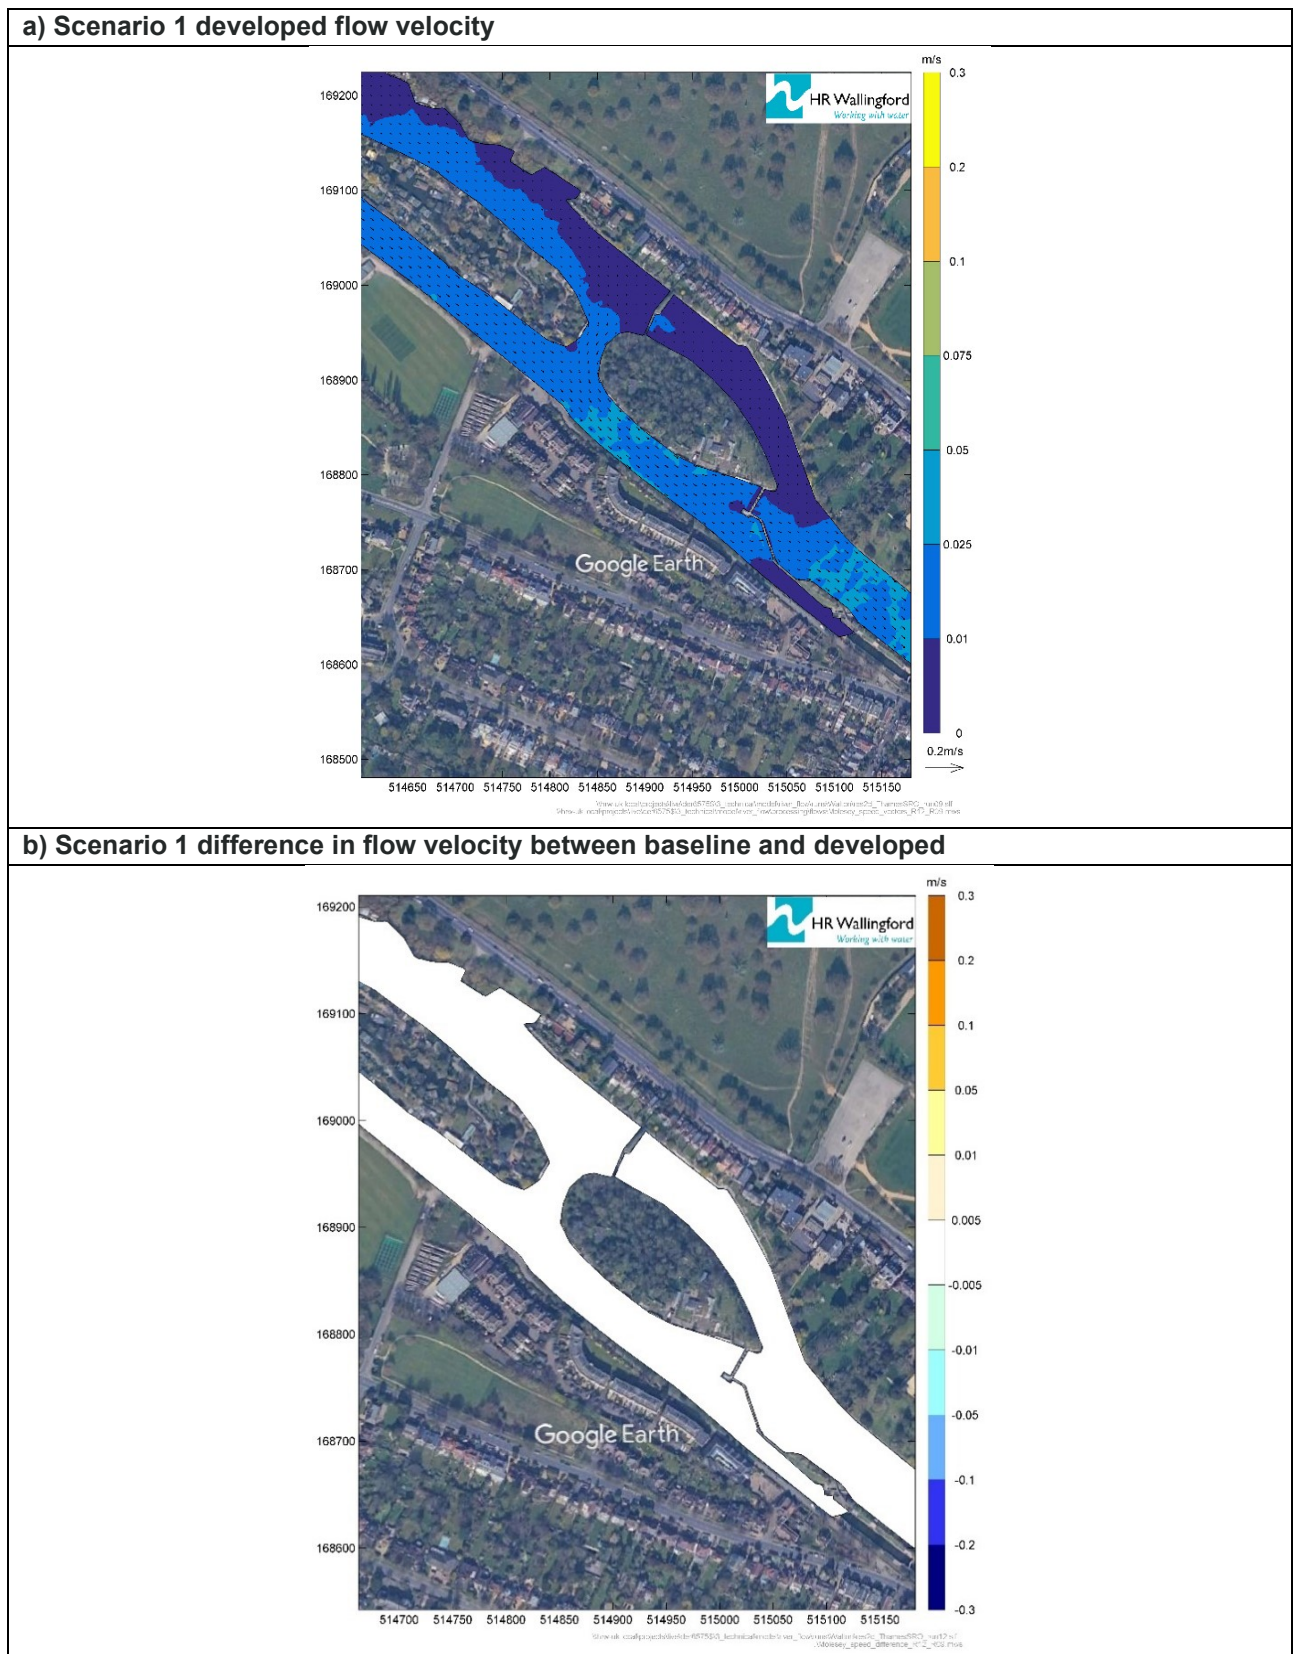 a) Scenario 1 developed flow velocity
m/s
0.3
HR Wallingford
Working with water
169200
0.2
169100
169000
0.1
0.075
168900
0.05
168800
0.025
Google Earth
168700
0.01
168600
0
0.2m/s
168500
514650 514700 514750 514800 514850 514900 514950 515000 515050 515100 515150
b) Scenario 1 difference in flow velocity between baseline and developed
m/s
0.3
169200
HR Wallingford
Working with water
0.2
169100
0.1
0.05
169000
0.01
0.005
168900
-0.005
168800
-0.01
-0.05
Google Earth
168700
-0.1
168600
-0.2
-0.3
514700 514750 514800 514850 514900 514950 515000 515050 515100 515150